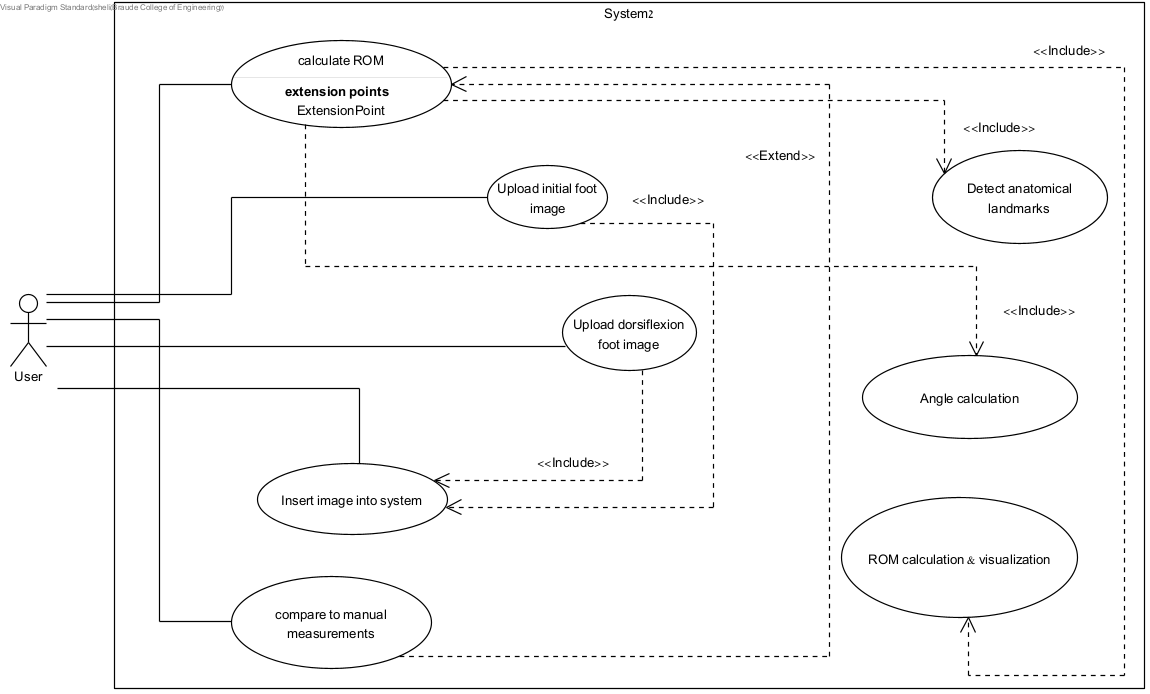 Visual Paradigm Standard(sheli(Braude College of Engineering))
System2
calculate ROM
<<Include>>
extension points
ExtensionPoint
<<Include>>
<<Extend>>
Upload initial foot
image
<<Include>>
Detect anatomical
landmarks
Upload dorsiflexion
foot image
<<Include>>
User
Angle calculation
<<Include>>
Insert image into system
ROM calculation & visualization
compare to manual
measurements